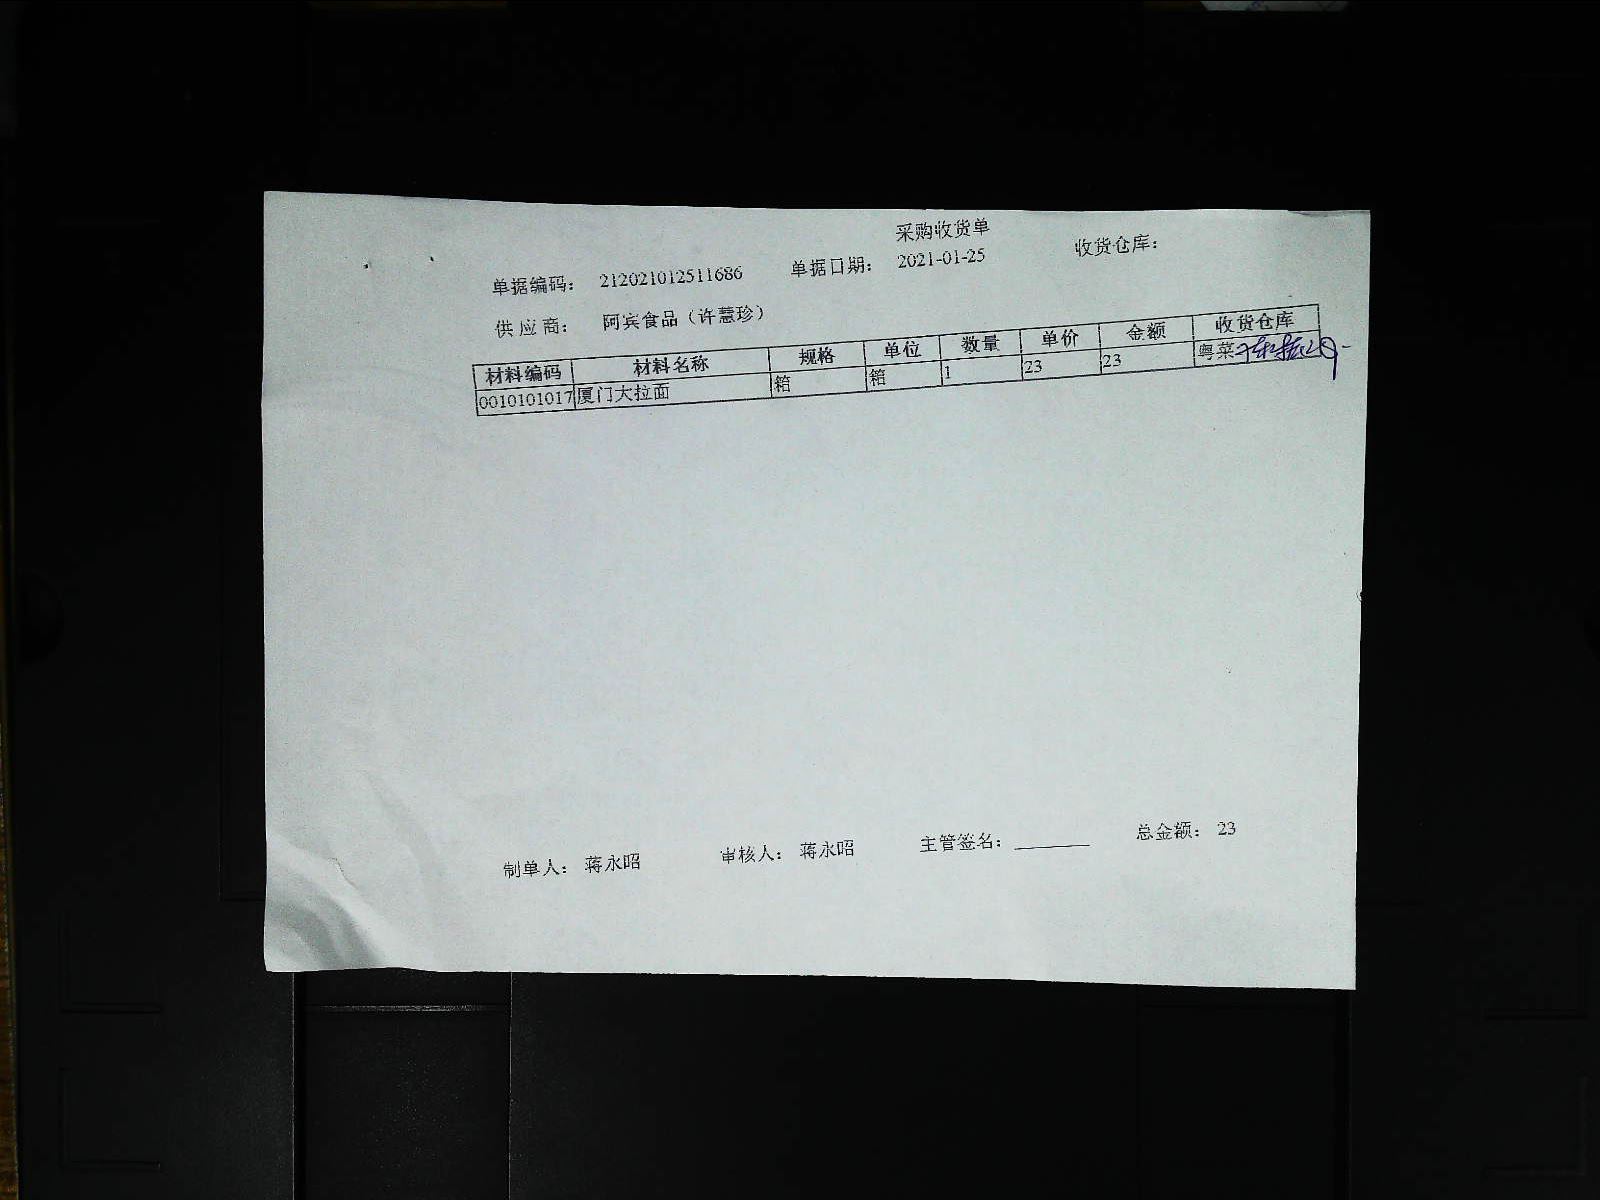 采购收货单
单据编码： 212021012511686 单据日期： 2021-01-25 收货仓库：
供 应 商： 阿宾食品（许慧珍）
材料编码 材料名称 规格 单位 数量 单价 金额 收货仓库
0010101017 厦门大拉面 箱 箱 1 23 23 粤菜
制单人： 蒋永昭 审核人： 蒋永昭 主管签名： ________ 总金额： 23